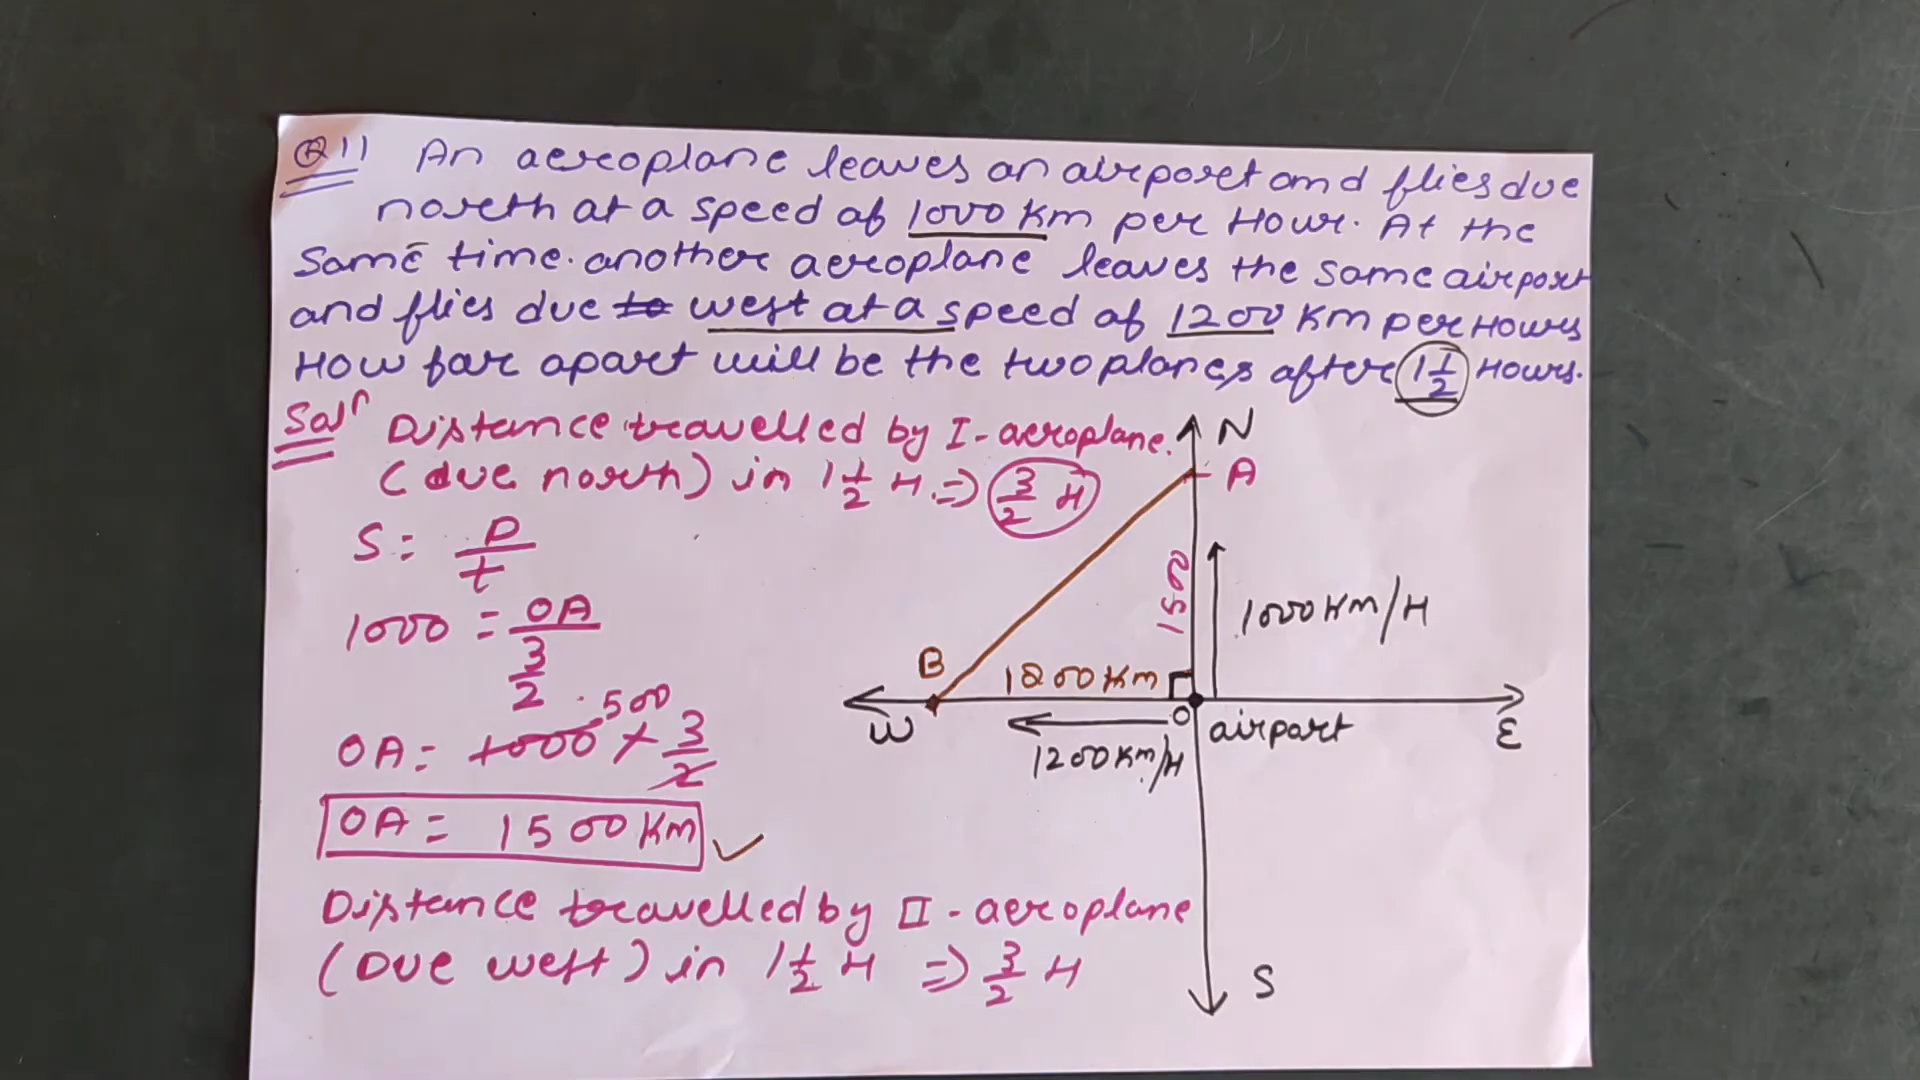 Q11 An aeroplane leaves an airport and flies due
north at a speed of 1000 Km per Hour. At the
Same time. another aeroplane leaves the same airport
and flies due to west at a speed of 1200 Km per Hours
How far apart will be the two planes after 1 1/2 Hours.
Solⁿ Distance travelled by I - aeroplane.
(due north) in 1 1/2 H. => 3/2 H
S = D/t
1000 = OA / 3/2
500
OA = 1000 × 3/2
OA = 1500 Km
Distance travelled by II - aeroplane
(Due west) in 1 1/2 H => 3/2 H
N
A
1500
1000 Km/H
B
1800 Km
W
O
airport
E
1200 Km/H
S